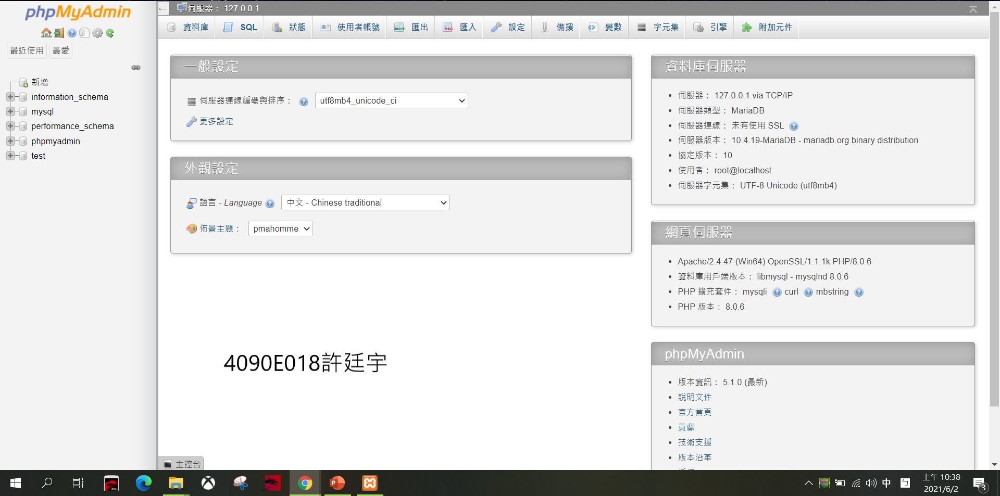 phpMyAdmin
最近使用 最愛
新增
information_schema
mysql
performance_schema
phpmyadmin
test
伺服器： 127.0.0.1
資料庫 SQL 狀態 使用者帳號 匯出 匯入 設定 備援 變數 字元集 引擎 附加元件
一般設定
伺服器連線編碼與排序： utf8mb4_unicode_ci
更多設定
外觀設定
語言 - Language 中文 - Chinese traditional
佈景主題： pmahomme
4090E018許廷宇
資料庫伺服器
伺服器： 127.0.0.1 via TCP/IP
伺服器類型： MariaDB
伺服器連線： 未有使用 SSL
伺服器版本： 10.4.19-MariaDB - mariadb.org binary distribution
協定版本： 10
使用者： root@localhost
伺服器字元集： UTF-8 Unicode (utf8mb4)
網頁伺服器
Apache/2.4.47 (Win64) OpenSSL/1.1.1k PHP/8.0.6
資料庫用戶端版本： libmysql - mysqlnd 8.0.6
PHP 擴充套件： mysqli curl mbstring
PHP 版本： 8.0.6
phpMyAdmin
版本資訊： 5.1.0 (最新)
說明文件
官方首頁
貢獻
技術支援
版本沿革
主控台
中
上午 10:38
2021/6/2
3